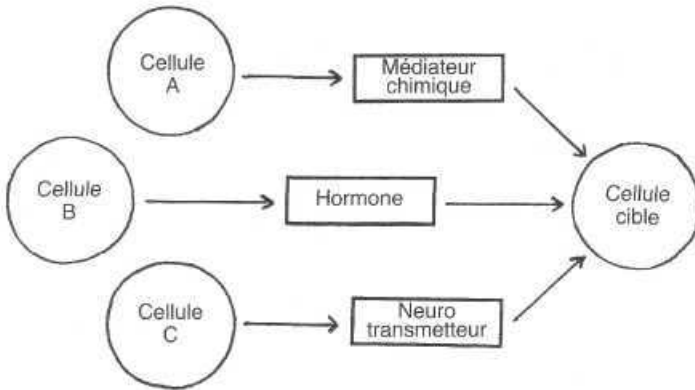 Cellule
A
Médiateur
chimique
Cellule
B
Hormone
Cellule
cible
Cellule
C
Neuro
transmetteur